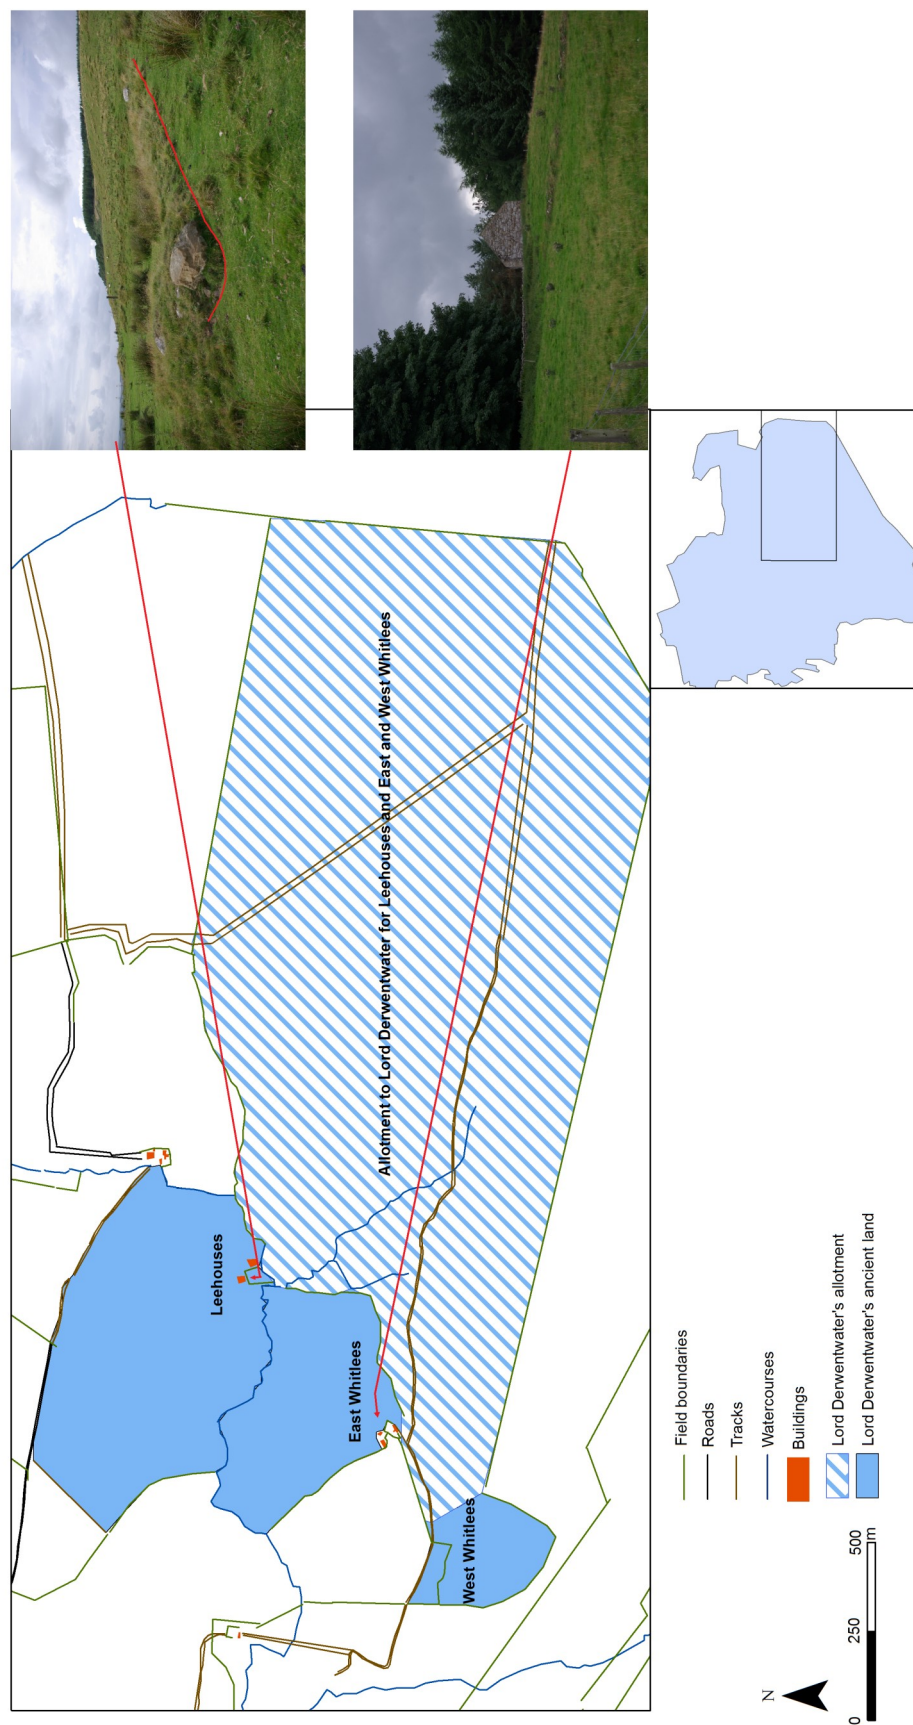 Leehouses
East Whitlees
West Whitlees
Allotment to Lord Derwentwater for Leehouses and East and West Whitlees
N
0
250
500
m
Field boundaries
Roads
Tracks
Watercourses
Buildings
Lord Derwentwater's allotment
Lord Derwentwater's ancient land